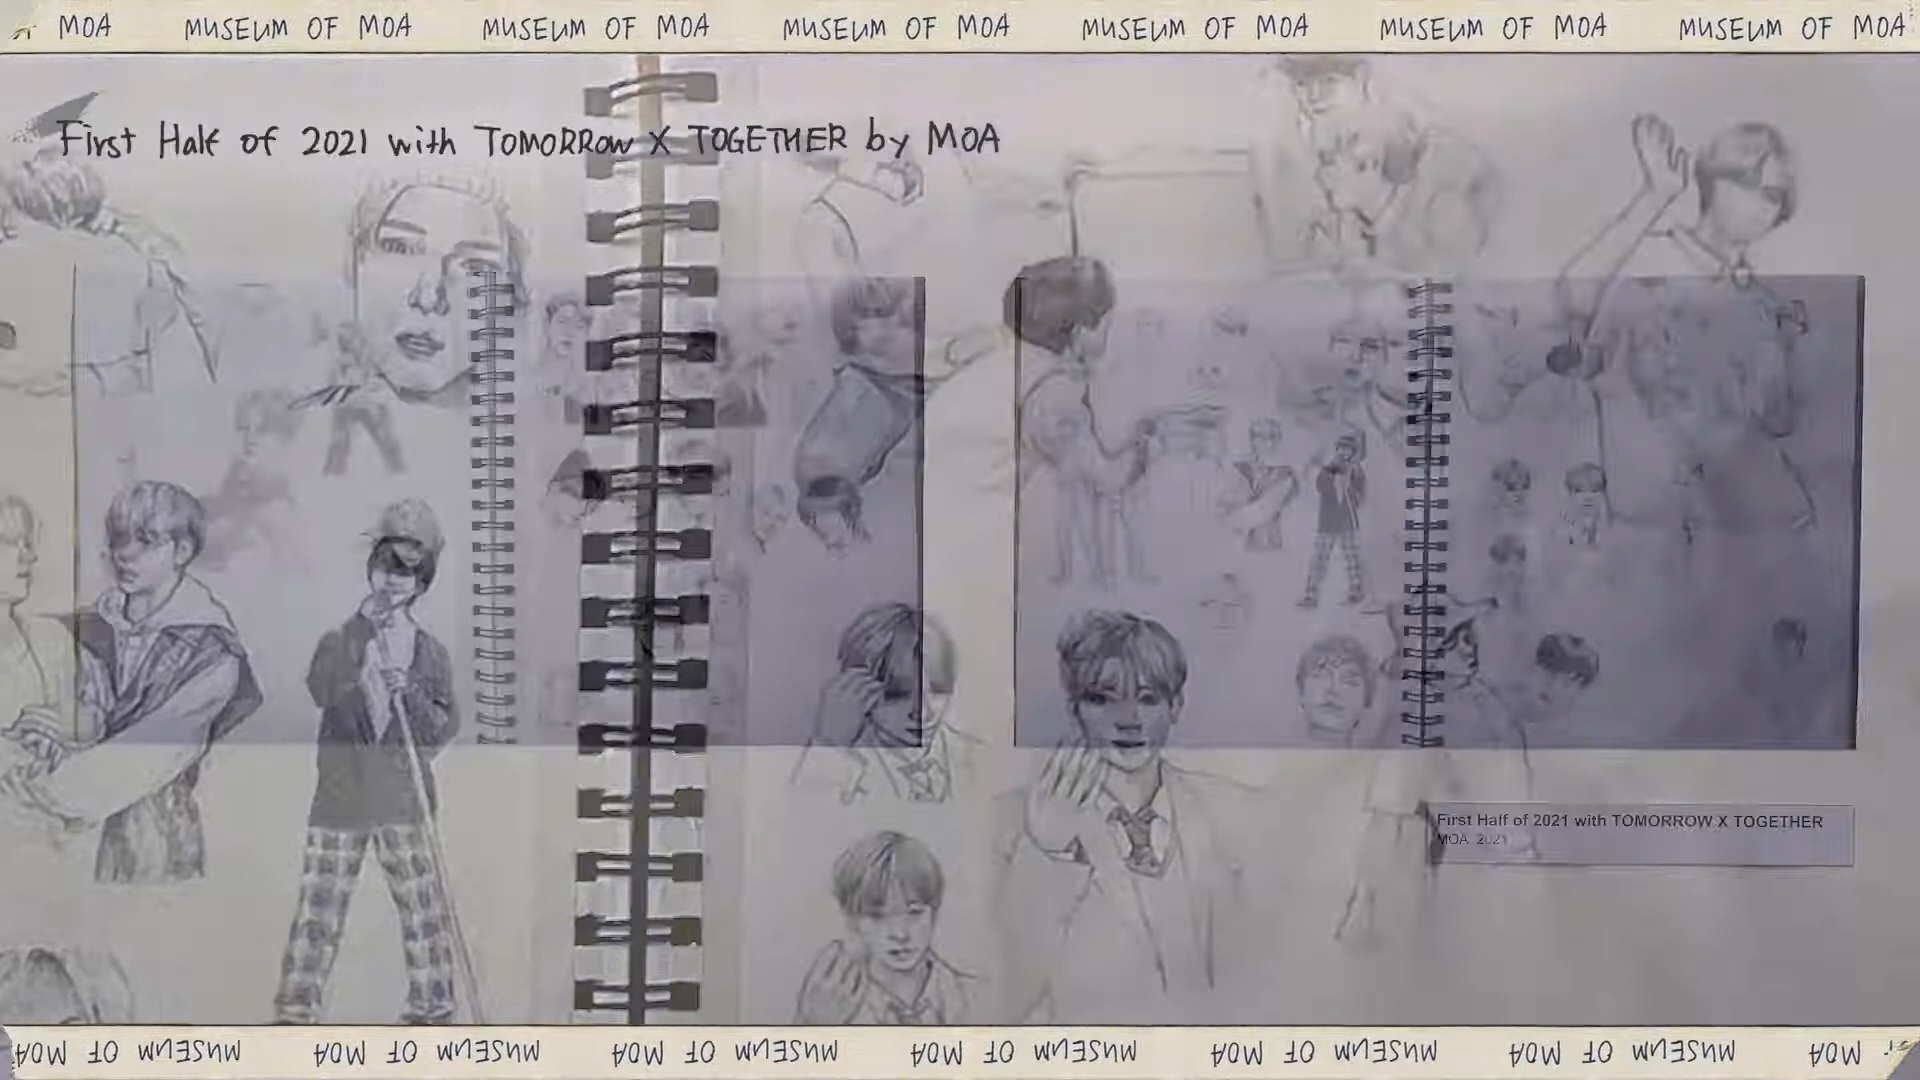 MOA MUSEUM OF MOA MUSEUM OF MOA MUSEUM OF MOA MUSEUM OF MOA MUSEUM OF MOA MUSEUM OF MOA
First Half of 2021 with TOMORROW X TOGETHER by MOA
First Half of 2021 with TOMORROW X TOGETHER
MOA, 2021
MOA MUSEUM OF MOA MUSEUM OF MOA MUSEUM OF MOA MUSEUM OF MOA MUSEUM OF MOA MUSEUM OF MOA